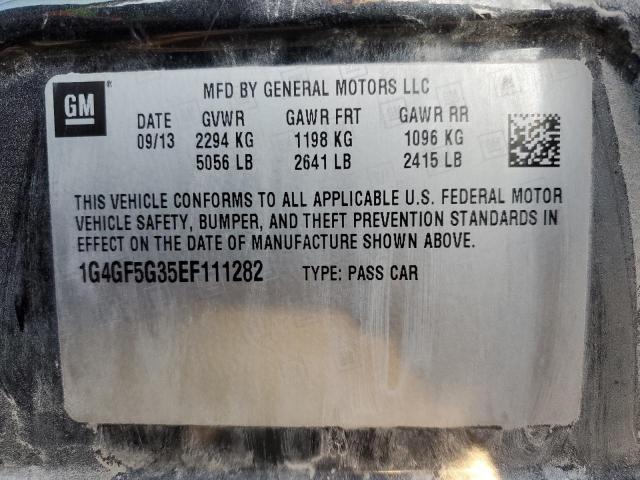 GM
MFD BY GENERAL MOTORS LLC
DATE GVWR GAWR FRT GAWR RR
09/13 2294 KG 1198 KG 1096 KG
5056 LB 2641 LB 2415 LB
THIS VEHICLE CONFORMS TO ALL APPLICABLE U.S. FEDERAL MOTOR
VEHICLE SAFETY, BUMPER, AND THEFT PREVENTION STANDARDS IN
EFFECT ON THE DATE OF MANUFACTURE SHOWN ABOVE.
1G4GF5G35EF111282 TYPE: PASS CAR